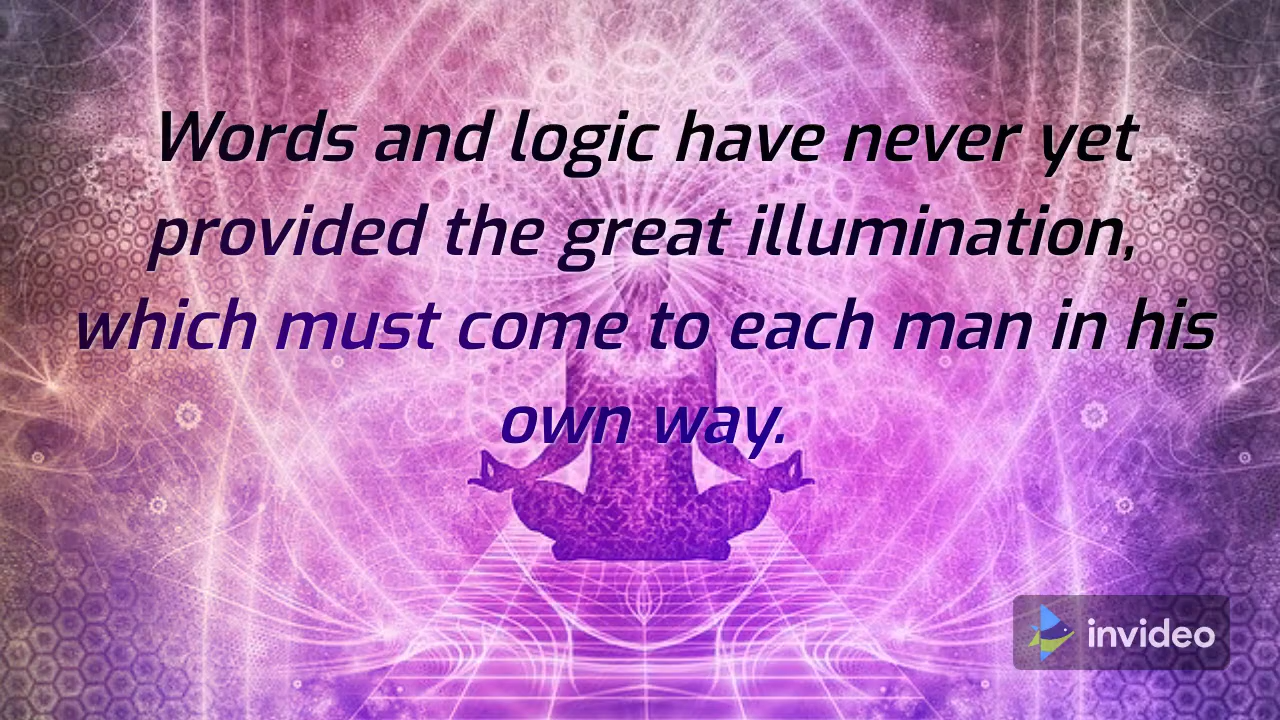 Words and logic have never yet
provided the great illumination,
which must come to each man in his
own way.
invideo